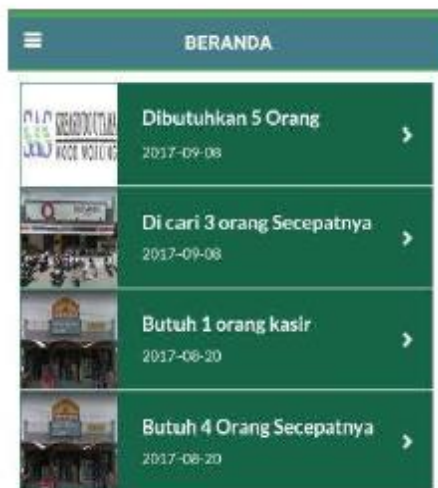 BERANDA
Dibutuhkan 5 Orang
2017-09-08
Di cari 3 orang Secepatnya
2017-09-08
Butuh 1 orang kasir
2017-08-20
Butuh 4 Orang Secepatnya
2017-08-20